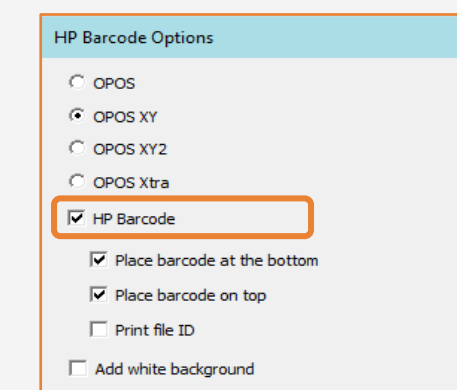 HP Barcode Options
OPOS
OPOS XY
OPOS XY2
OPOS Xtra
HP Barcode
Place barcode at the bottom
Place barcode on top
Print file ID
Add white background